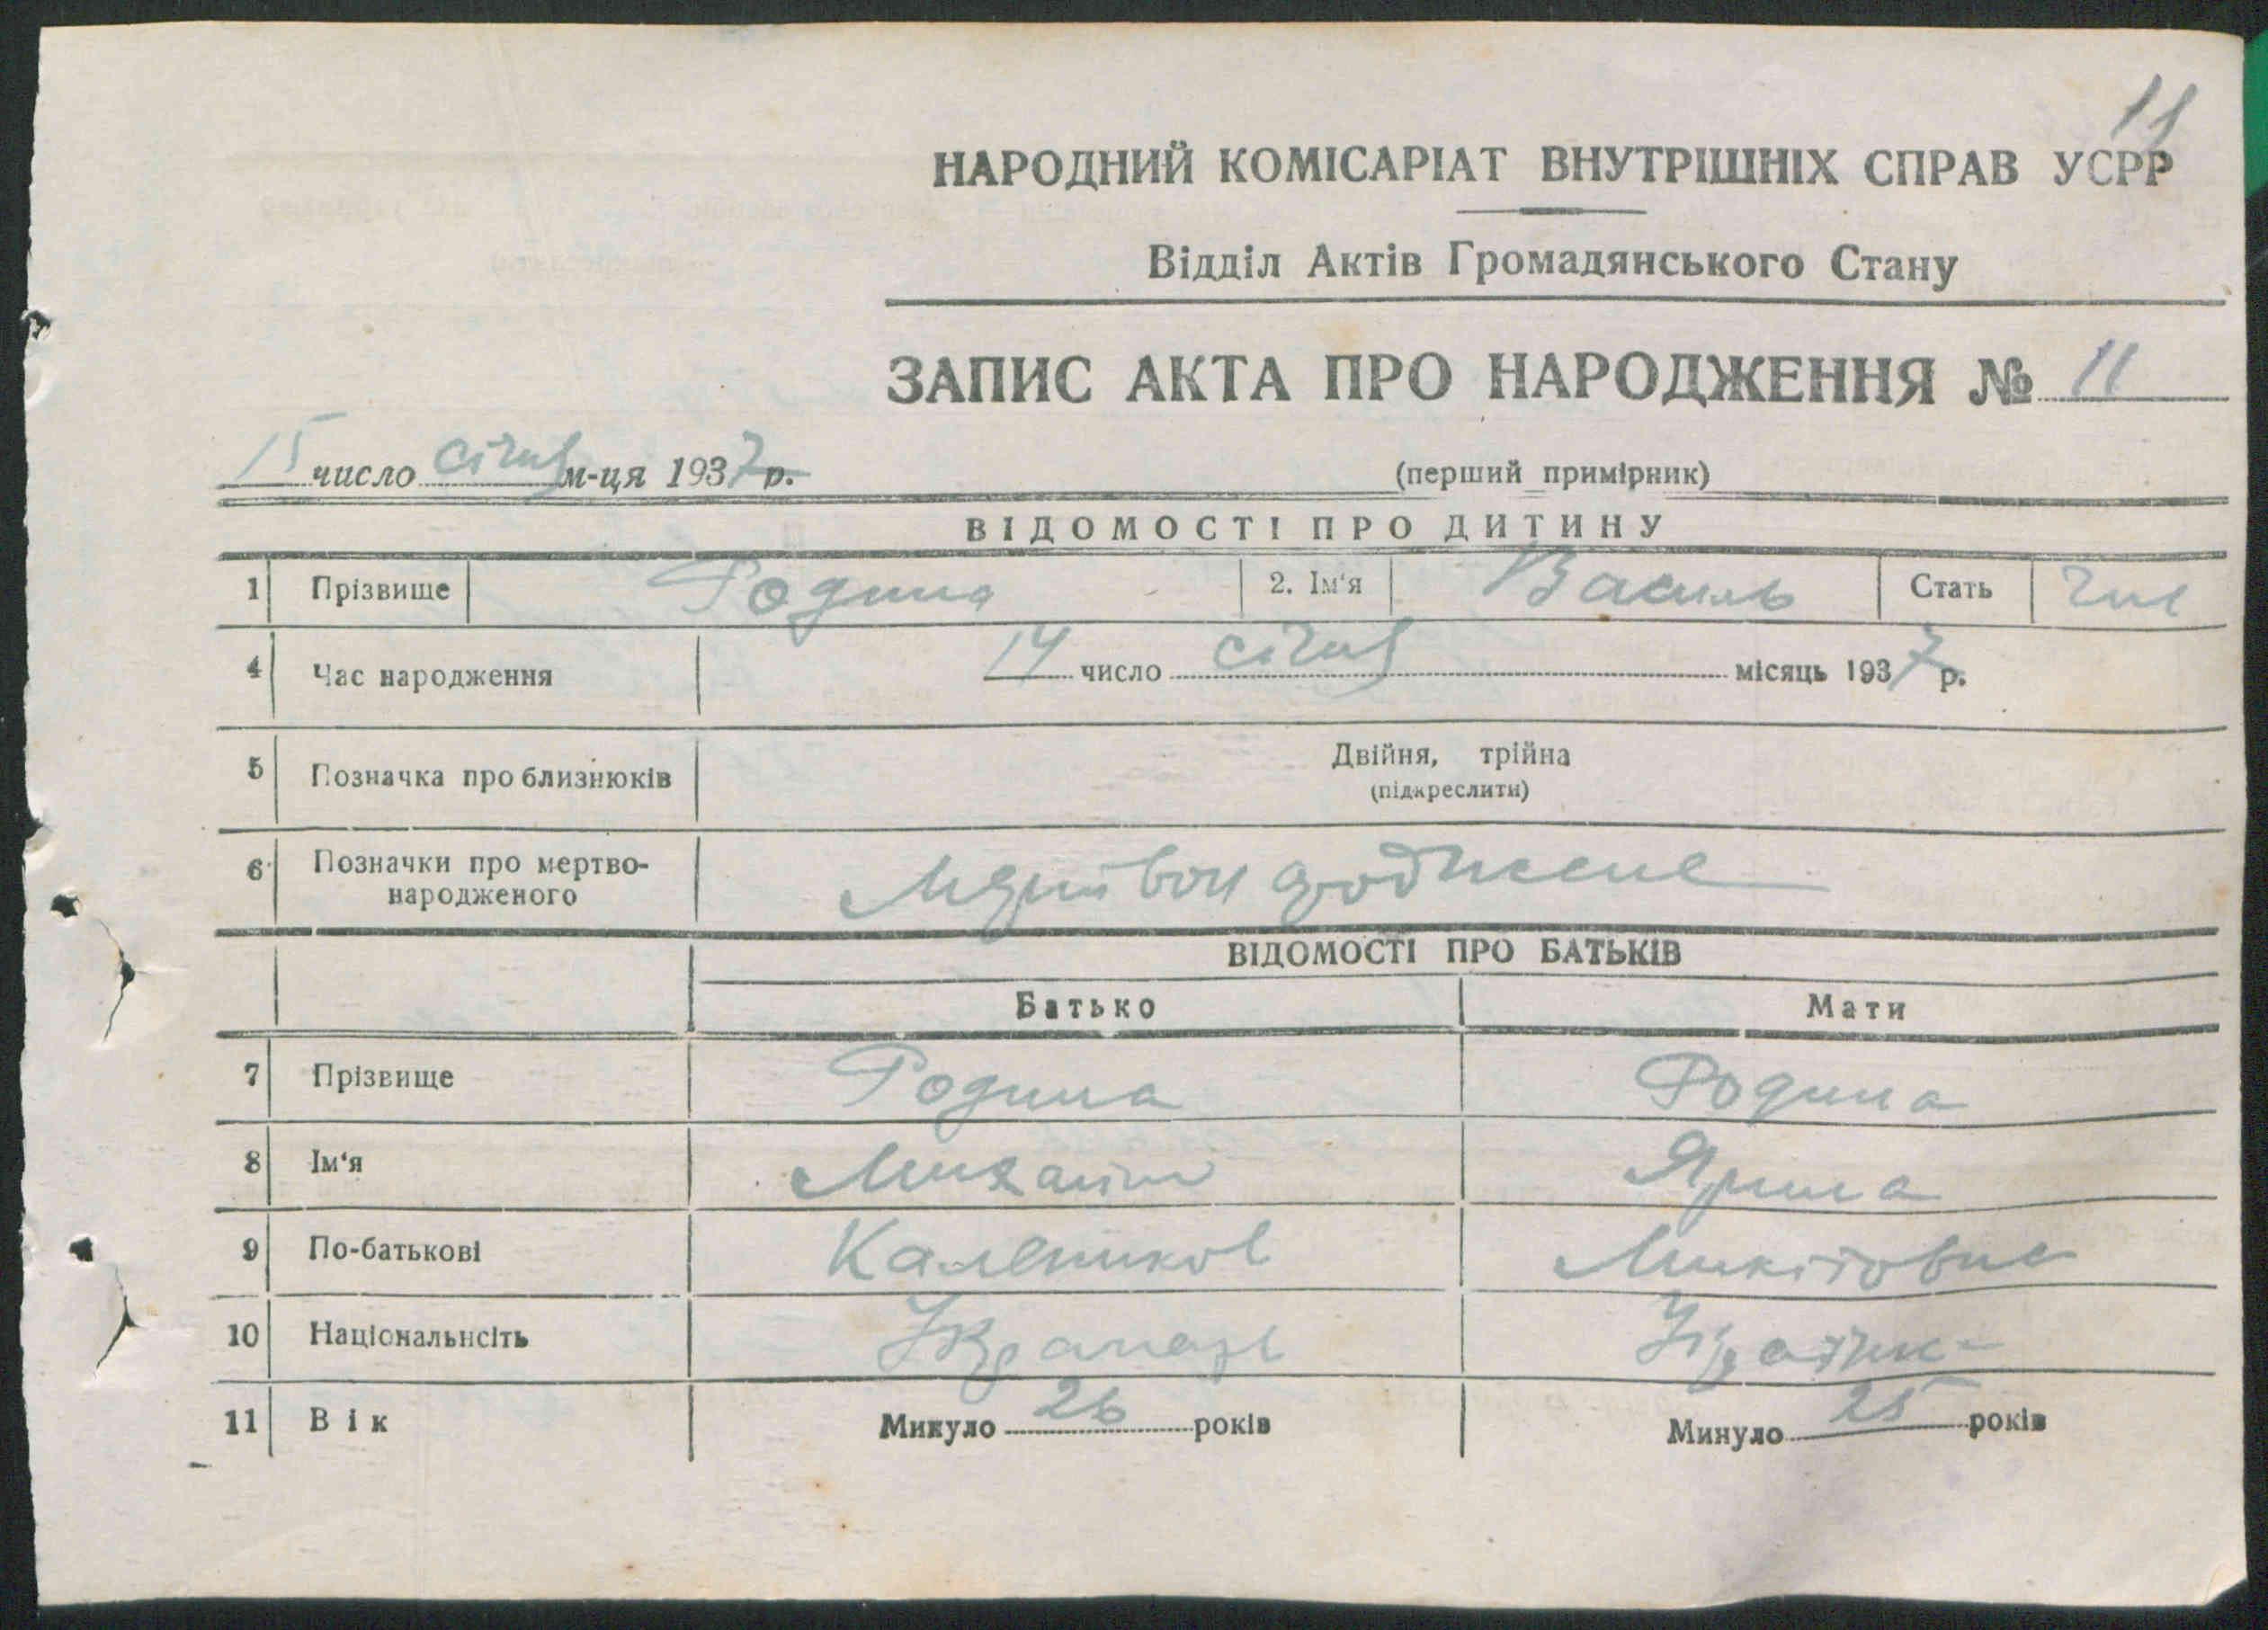 11
НАРОДНИЙ КОМІСАРІАТ ВНУТРІШНІХ СПРАВ УСРР
Відділ Актів Громадянського Стану
ЗАПИС АКТА ПРО НАРОДЖЕННЯ № 11
15 число січня м-ця 1937 р.
(перший примірник)
ВІДОМОСТІ ПРО ДИТИНУ
1 Прізвище Родина 2. Ім'я Василь Стать чол
4 Час народження 14 число січня місяць 1937 р.
5 Позначка про близнюків Двійня, трійна
(підкреслити)
6 Позначки про мертво-
народженого
ВІДОМОСТІ ПРО БАТЬКІВ
Батько Мати
7 Прізвище Родина Родина
8 Ім'я Михайло Ярина
9 По-батькові Калеников Микитовна
10 Національність
11 Вік Минуло 26 років Минуло 25 років